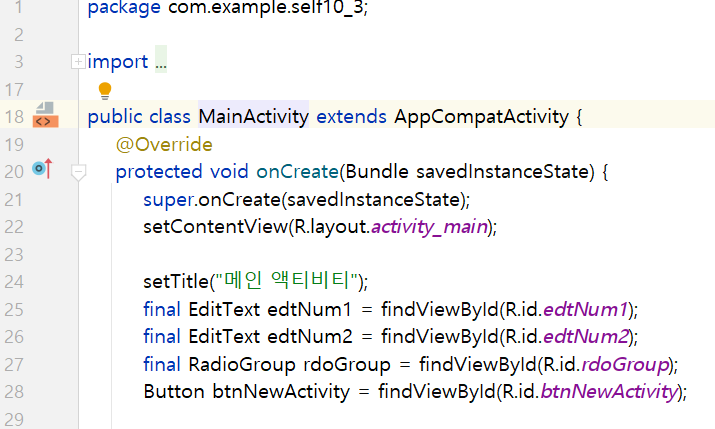 1 package com.example.self10_3;
2
3 import ...
17
18 public class MainActivity extends AppCompatActivity {
19 @Override
20 protected void onCreate(Bundle savedInstanceState) {
21 super.onCreate(savedInstanceState);
22 setContentView(R.layout.activity_main);
23
24 setTitle("메인 액티비티");
25 final EditText edtNum1 = findViewById(R.id.edtNum1);
26 final EditText edtNum2 = findViewById(R.id.edtNum2);
27 final RadioGroup rdoGroup = findViewById(R.id.rdoGroup);
28 Button btnNewActivity = findViewById(R.id.btnNewActivity);
29